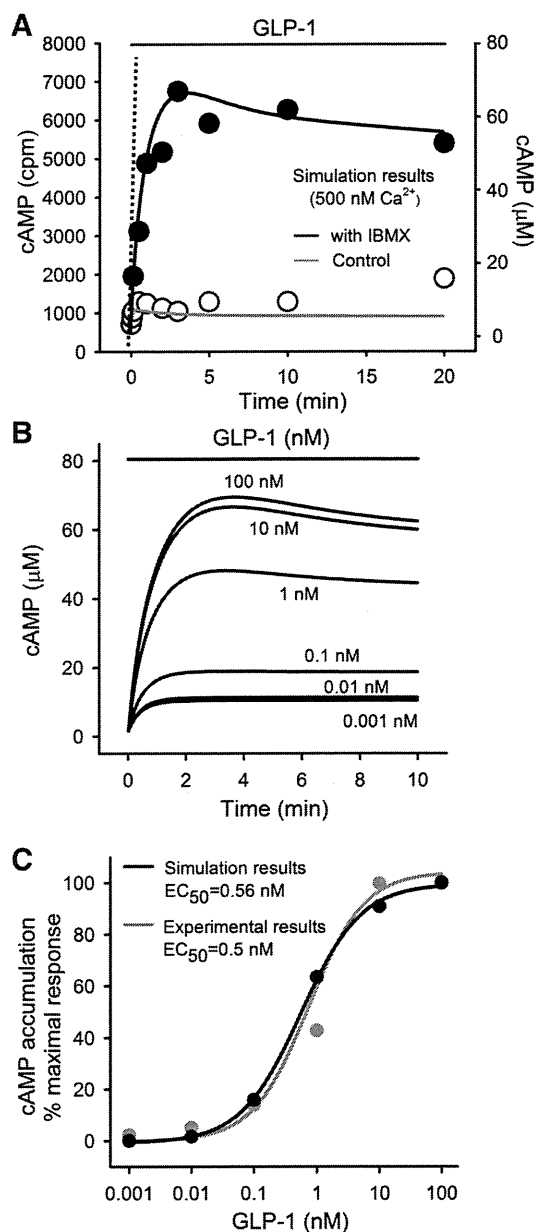 A
GLP-1
8000
7000
6000
5000
4000
3000
2000
1000
0
cAMP (cpm)
80
60
40
20
0
cAMP (μM)
Simulation results
(500 nM Ca²⁺)
with IBMX
Control
0 5 10 15 20
Time (min)
B
GLP-1 (nM)
80
60
40
20
0
cAMP (μM)
100 nM
10 nM
1 nM
0.1 nM
0.01 nM
0.001 nM
0 2 4 6 8 10
Time (min)
C
Simulation results
EC50=0.56 nM
Experimental results
EC50=0.5 nM
100
80
60
40
20
0
cAMP accumulation
% maximal response
0.001 0.01 0.1 1 10 100
GLP-1 (nM)